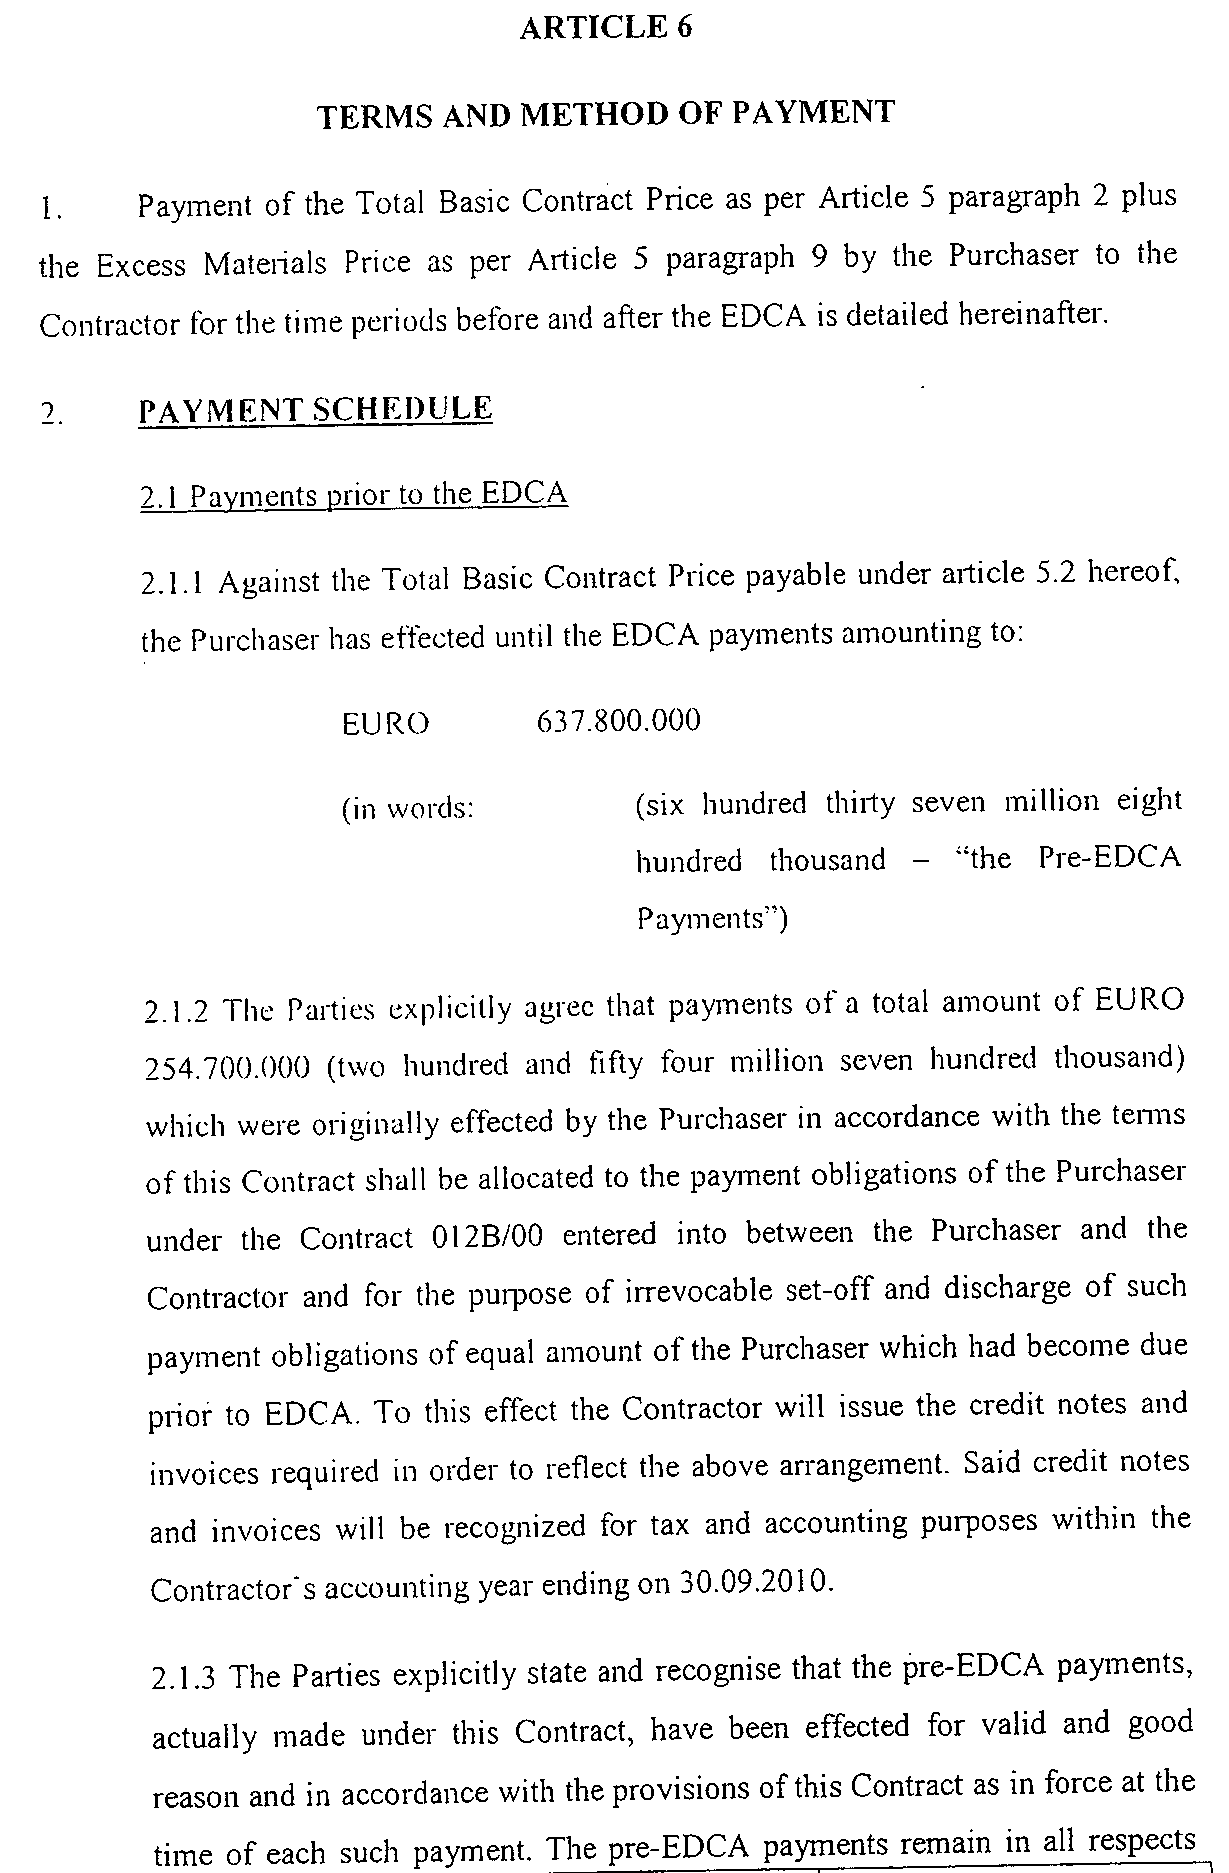 ARTICLE 6
TERMS AND METHOD OF PAYMENT
1. Payment of the Total Basic Contract Price as per Article 5 paragraph 2 plus
the Excess Materials Price as per Article 5 paragraph 9 by the Purchaser to the
Contractor for the time periods before and after the EDCA is detailed hereinafter.
2. PAYMENT SCHEDULE
2.1 Payments prior to the EDCA
2.1.1 Against the Total Basic Contract Price payable under article 5.2 hereof,
the Purchaser has effected until the EDCA payments amounting to:
EURO 637.800.000
(in words: (six hundred thirty seven million eight
hundred thousand – “the Pre-EDCA
Payments”)
2.1.2 The Parties explicitly agree that payments of a total amount of EURO
254.700.000 (two hundred and fifty four million seven hundred thousand)
which were originally effected by the Purchaser in accordance with the terms
of this Contract shall be allocated to the payment obligations of the Purchaser
under the Contract 012B/00 entered into between the Purchaser and the
Contractor and for the purpose of irrevocable set-off and discharge of such
payment obligations of equal amount of the Purchaser which had become due
prior to EDCA. To this effect the Contractor will issue the credit notes and
invoices required in order to reflect the above arrangement. Said credit notes
and invoices will be recognized for tax and accounting purposes within the
Contractor´s accounting year ending on 30.09.2010.
2.1.3 The Parties explicitly state and recognise that the pre-EDCA payments,
actually made under this Contract, have been effected for valid and good
reason and in accordance with the provisions of this Contract as in force at the
time of each such payment. The pre-EDCA payments remain in all respects